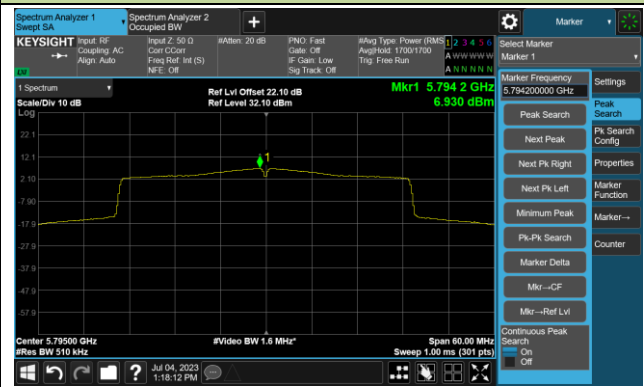 Spectrum Analyzer 1
Swept SA
Spectrum Analyzer 2
Occupied BW
Marker
KEYSIGHT
Input: RF
Coupling: AC
Align: Auto
Input Z: 50 Ω
Corr CCorr
Freq Ref: Int (S)
NFE: Off
#Atten: 20 dB
PNO: Fast
Gate: Off
IF Gain: Low
Sig Track: Off
#Avg Type: Power (RMS
Avg|Hold: 1700/1700
Trig: Free Run
1 2 3 4 5 6
A W W W W W
A N N N N N
Select Marker
Marker 1
1 Spectrum
Scale/Div 10 dB
Log
Ref Lvl Offset 22.10 dB
Ref Level 32.10 dBm
Mkr1 5.794 2 GHz
6.930 dBm
22.1
12.1
2.10
-7.90
-17.9
-27.9
-37.9
-47.9
-57.9
1
Center 5.79500 GHz
#Res BW 510 kHz
#Video BW 1.6 MHz*
Span 60.00 MHz
Sweep 1.00 ms (301 pts)
Marker Frequency
5.794200000 GHz
Peak Search
Next Peak
Next Pk Right
Next Pk Left
Minimum Peak
Pk-Pk Search
Marker Delta
Mkr→CF
Mkr→Ref Lvl
Continuous Peak
Search
On
Off
Settings
Peak
Search
Pk Search
Config
Properties
Marker
Function
Marker→
Counter
?
Jul 04, 2023
1:18:12 PM